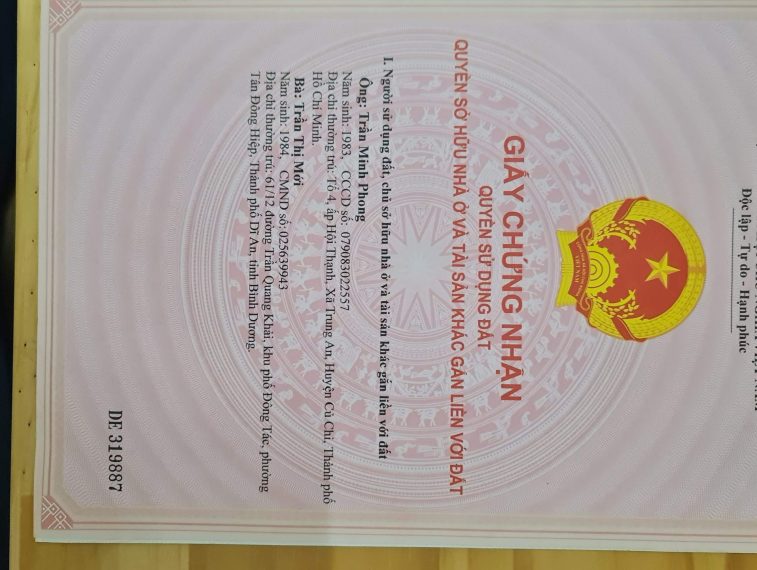 Độc lập - Tự do - Hạnh phúc
VIỆT NAM
GIẤY CHỨNG NHẬN
QUYỀN SỬ DỤNG ĐẤT
QUYỀN SỞ HỮU NHÀ Ở VÀ TÀI SẢN KHÁC GẮN LIỀN VỚI ĐẤT
I. Người sử dụng đất, chủ sở hữu nhà ở và tài sản khác gắn liền với đất
Ông: Trần Minh Phong
Năm sinh: 1983, CCCD số: 079083022557
Địa chỉ thường trú: Tổ 4, ấp Hội Thạnh, Xã Trung An, Huyện Củ Chi, Thành phố
Hồ Chí Minh.
Bà: Trần Thị Mới
Năm sinh: 1984, CMND số: 025639943
Địa chỉ thường trú: 61/12 đường Trần Quang Khải, khu phố Đông Tác, phường
Tân Đông Hiệp, Thành phố Dĩ An, tỉnh Bình Dương.
DE 319887